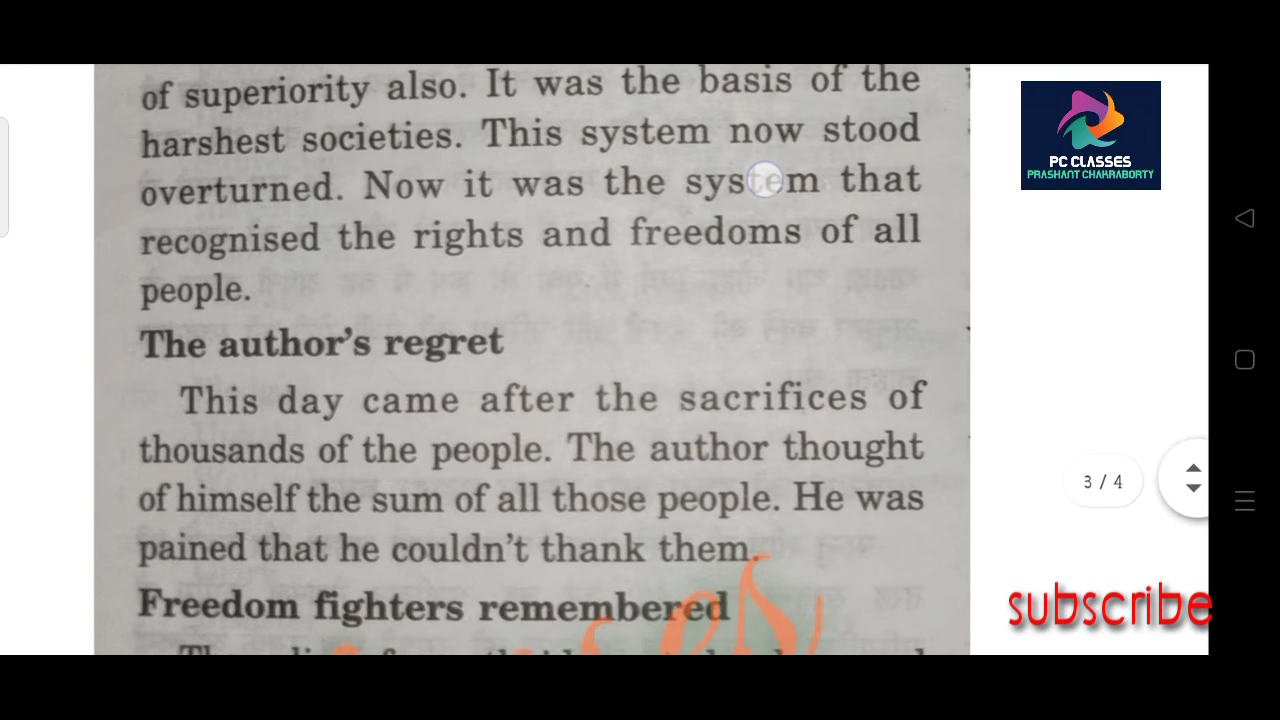 of superiority also. It was the basis of the
harshest societies. This system now stood
overturned. Now it was the system that
recognised the rights and freedoms of all
people.
The author's regret
This day came after the sacrifices of
thousands of the people. The author thought
of himself the sum of all those people. He was
pained that he couldn't thank them.
Freedom fighters remembered
PC CLASSES
PRASHANT CHAKRABORTY
3 / 4
subscribe